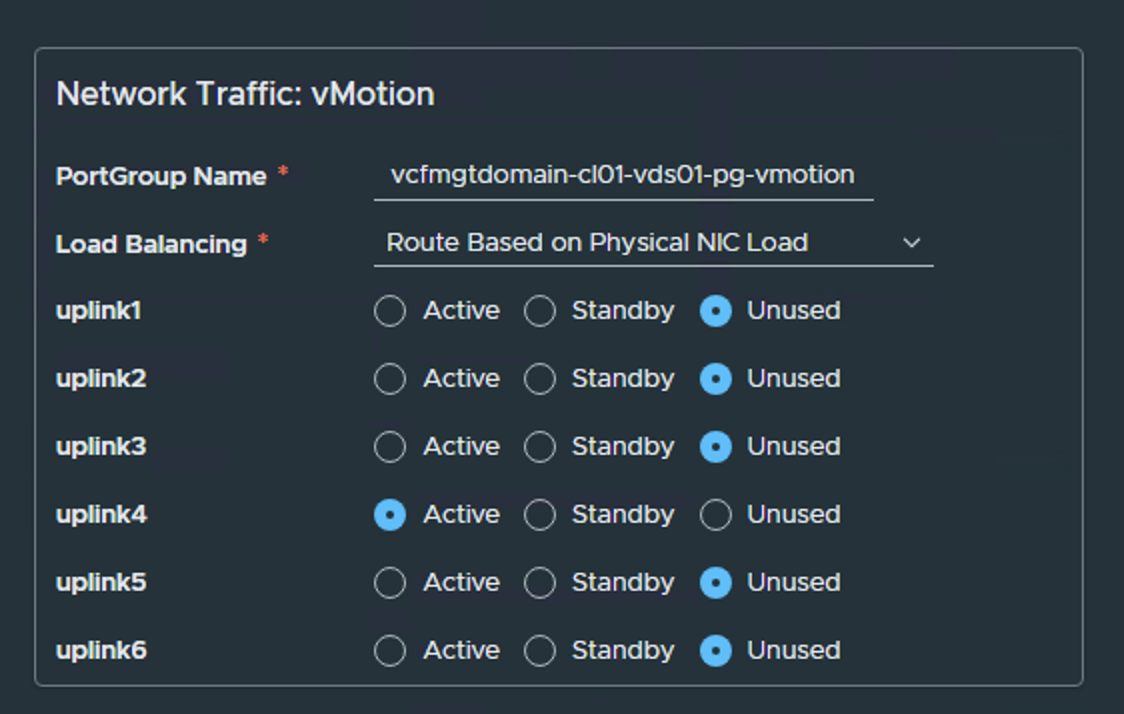 Network Traffic: vMotion
PortGroup Name * vcfmgtdomain-cl01-vds01-pg-vmotion
Load Balancing * Route Based on Physical NIC Load
uplink1 Active Standby Unused
uplink2 Active Standby Unused
uplink3 Active Standby Unused
uplink4 Active Standby Unused
uplink5 Active Standby Unused
uplink6 Active Standby Unused